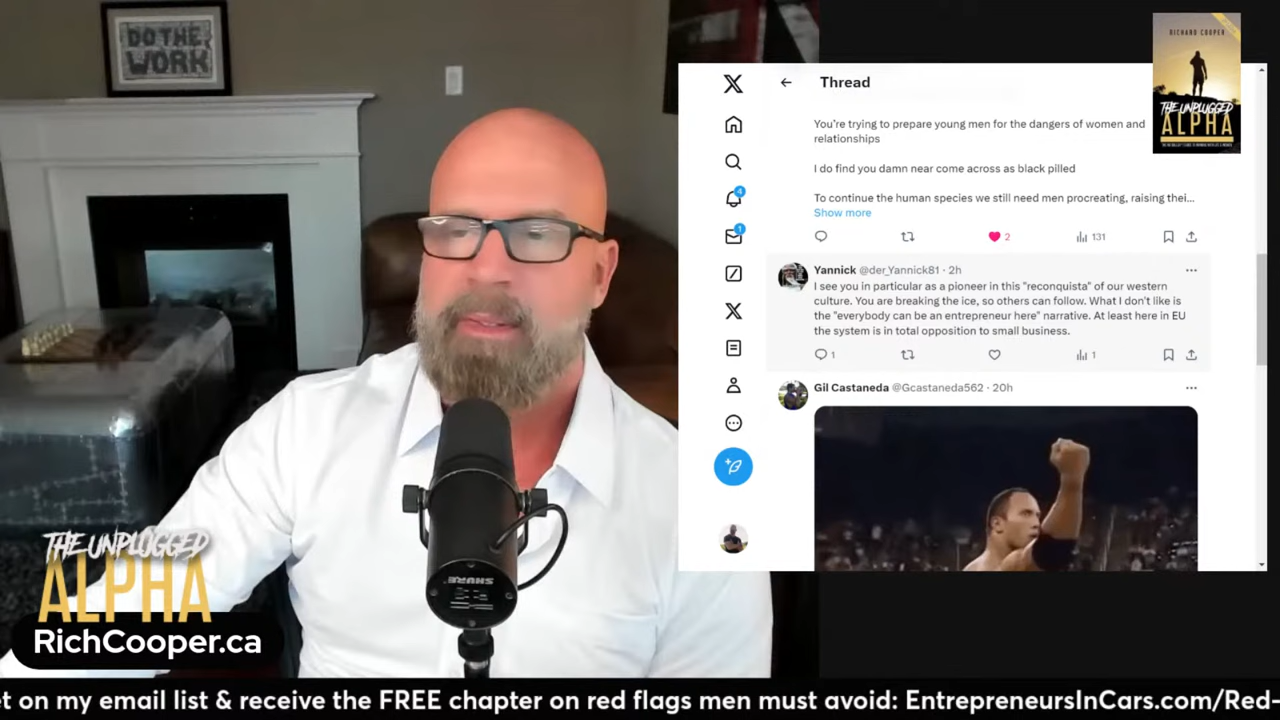 DO THE
WORK
RICHARD COOPER
THE UNPLUGGED
ALPHA
Thread
You're trying to prepare young men for the dangers of women and
relationships
I do find you damn near come across as black pilled
To continue the human species we still need men procreating, raising thei...
Show more
2
131
4
1
Yannick @der_Yannick81 · 2h
I see you in particular as a pioneer in this "reconquista" of our western
culture. You are breaking the ice, so others can follow. What I don't like is
the "everybody can be an entrepreneur here" narrative. At least here in EU
the system is in total opposition to small business.
1
1
Gil Castaneda @Gcastaneda562 · 20h
SHURE
THE UNPLUGGED
ALPHA
RichCooper.ca
et on my email list & receive the FREE chapter on red flags men must avoid: EntrepreneursInCars.com/Red-